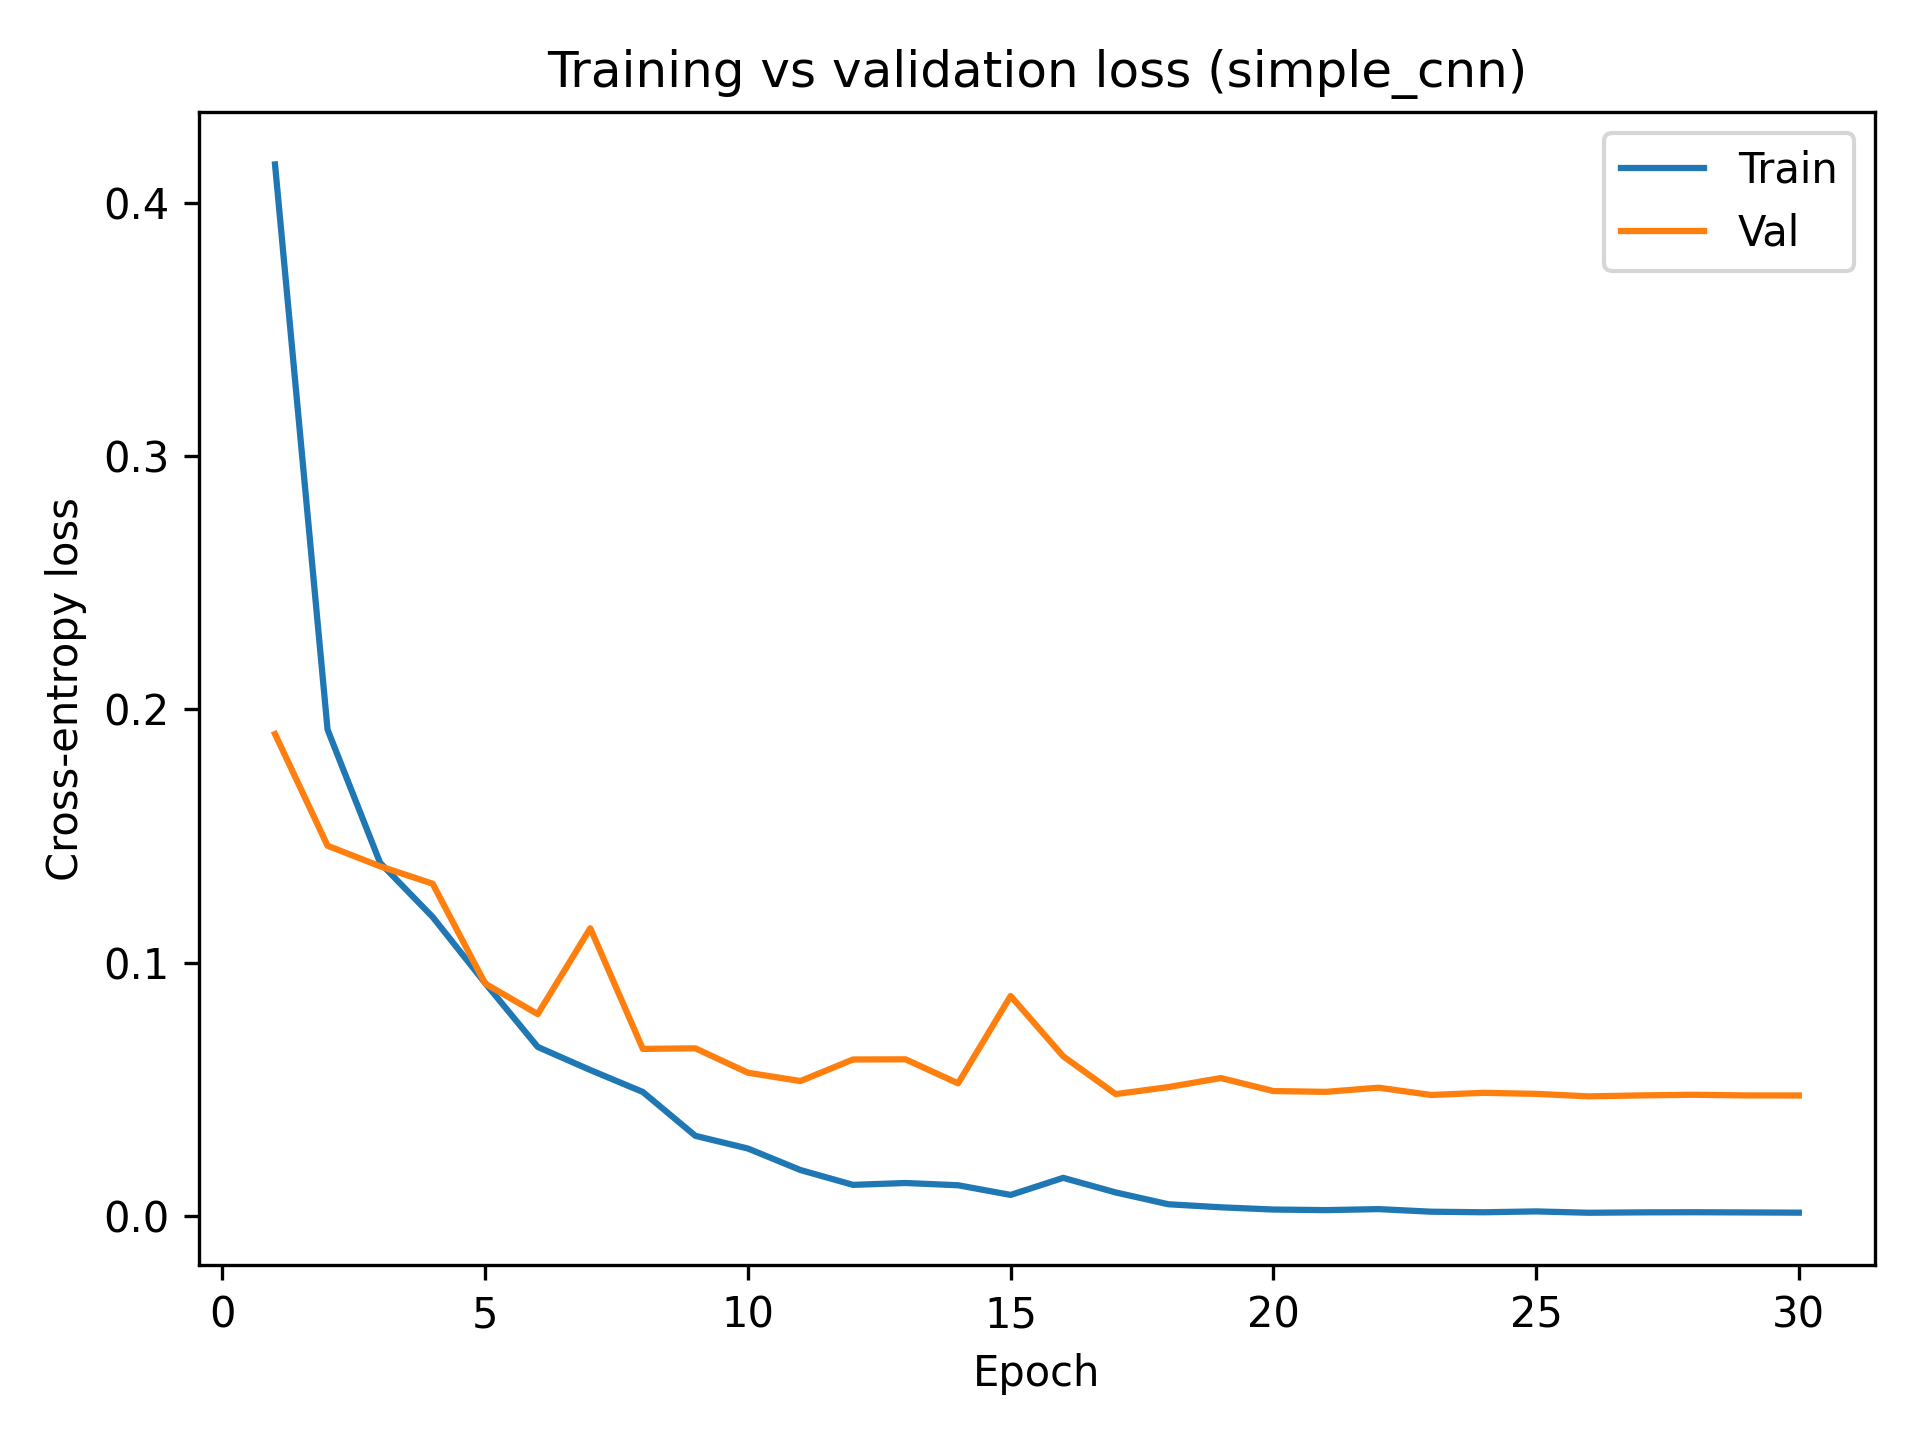 Training vs validation loss (simple_cnn)
Train
Val
0.4
0.3
0.2
0.1
0.0
Cross-entropy loss
0 5 10 15 20 25 30
Epoch